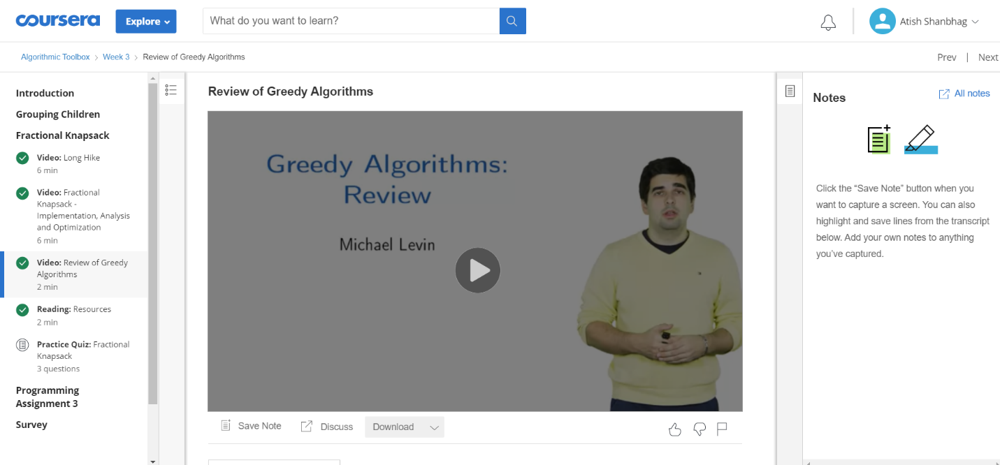 coursera
Explore
What do you want to learn?
Atish Shanbhag
Algorithmic Toolbox > Week 3 > Review of Greedy Algorithms
Prev | Next
Introduction
Grouping Children
Fractional Knapsack
Video: Long Hike
6 min
Video: Fractional
Knapsack -
Implementation, Analysis
and Optimization
6 min
Video: Review of Greedy
Algorithms
2 min
Reading: Resources
2 min
Practice Quiz: Fractional
Knapsack
3 questions
Programming
Assignment 3
Survey
Review of Greedy Algorithms
Greedy Algorithms:
Review
Michael Levin
Save Note
Discuss
Download
Notes
All notes
Click the “Save Note” button when you
want to capture a screen. You can also
highlight and save lines from the transcript
below. Add your own notes to anything
you’ve captured.